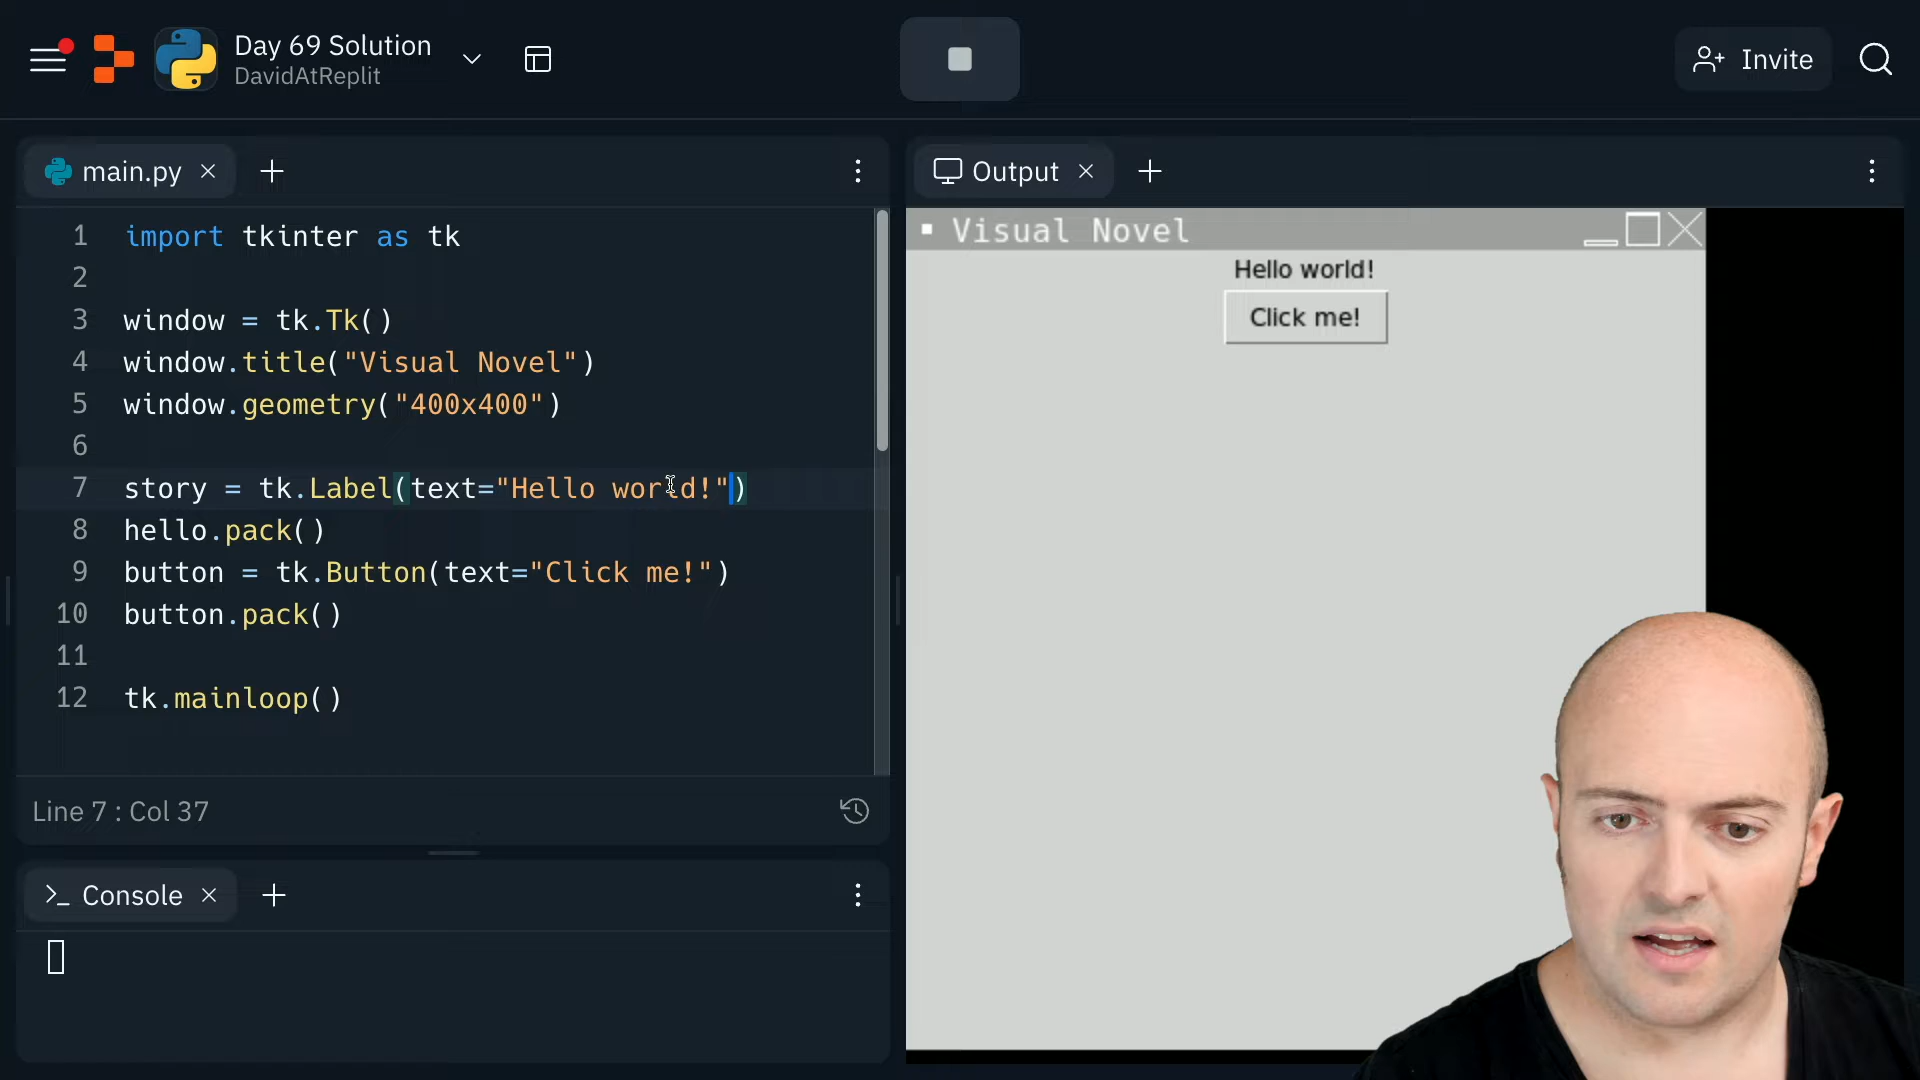 Day 69 Solution
DavidAtReplit
Invite
main.py
1 import tkinter as tk
2
3 window = tk.Tk()
4 window.title("Visual Novel")
5 window.geometry("400x400")
6
7 story = tk.Label(text="Hello world!")
8 hello.pack()
9 button = tk.Button(text="Click me!")
10 button.pack()
11
12 tk.mainloop()
Line 7 : Col 37
Console
Output
Visual Novel
Hello world!
Click me!